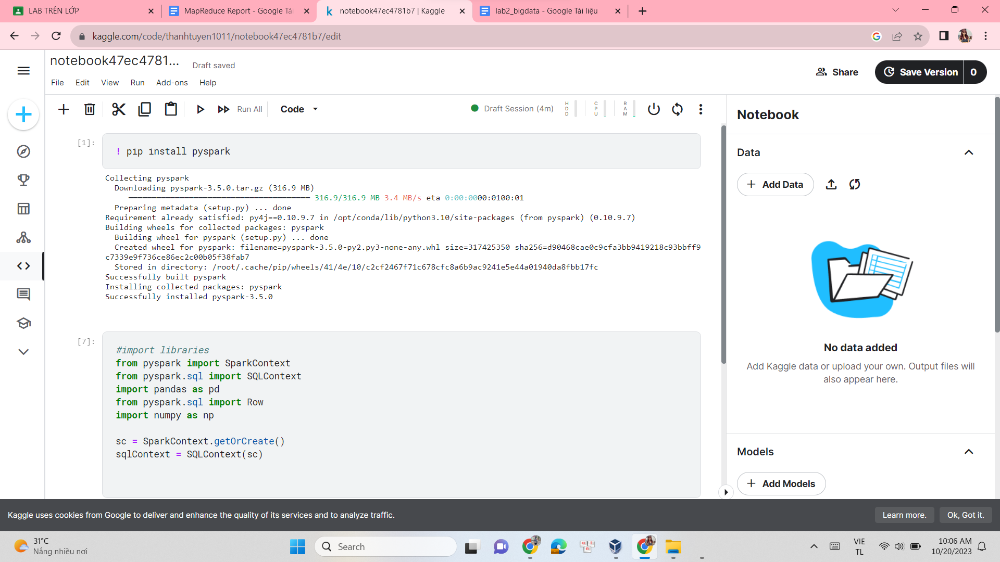 LAB TRÊN LỚP
MapReduce Report - Google Tài
notebook47ec4781b7 | Kaggle
lab2_bigdata - Google Tài liệu
kaggle.com/code/thanhtuyen1011/notebook47ec4781b7/edit
notebook47ec4781...
Draft saved
File Edit View Run Add-ons Help
Share
Save Version 0
Run All
Code
Draft Session (4m)
HDD
CPU
RAM
[1]:
! pip install pyspark
Collecting pyspark
Downloading pyspark-3.5.0.tar.gz (316.9 MB)
316.9/316.9 MB 3.4 MB/s eta 0:00:0000:0100:01
Preparing metadata (setup.py) ... done
Requirement already satisfied: py4j==0.10.9.7 in /opt/conda/lib/python3.10/site-packages (from pyspark) (0.10.9.7)
Building wheels for collected packages: pyspark
Building wheel for pyspark (setup.py) ... done
Created wheel for pyspark: filename=pyspark-3.5.0-py2.py3-none-any.whl size=317425350 sha256=d90468cae0c9cfa3bb9419218c93bbff9
c7339e9f736ce86ec2c00b05f38fab7
Stored in directory: /root/.cache/pip/wheels/41/4e/10/c2cf2467f71c678cfc8a6b9ac9241e5e44a01940da8fbb17fc
Successfully built pyspark
Installing collected packages: pyspark
Successfully installed pyspark-3.5.0
[7]:
#import libraries
from pyspark import SparkContext
from pyspark.sql import SQLContext
import pandas as pd
from pyspark.sql import Row
import numpy as np
sc = SparkContext.getOrCreate()
sqlContext = SQLContext(sc)
Notebook
Data
+ Add Data
No data added
Add Kaggle data or upload your own. Output files will
also appear here.
Models
+ Add Models
Kaggle uses cookies from Google to deliver and enhance the quality of its services and to analyze traffic.
Learn more.
Ok, Got it.
31°C
Nắng nhiều nơi
Search
VIE
TL
10:06 AM
10/20/2023